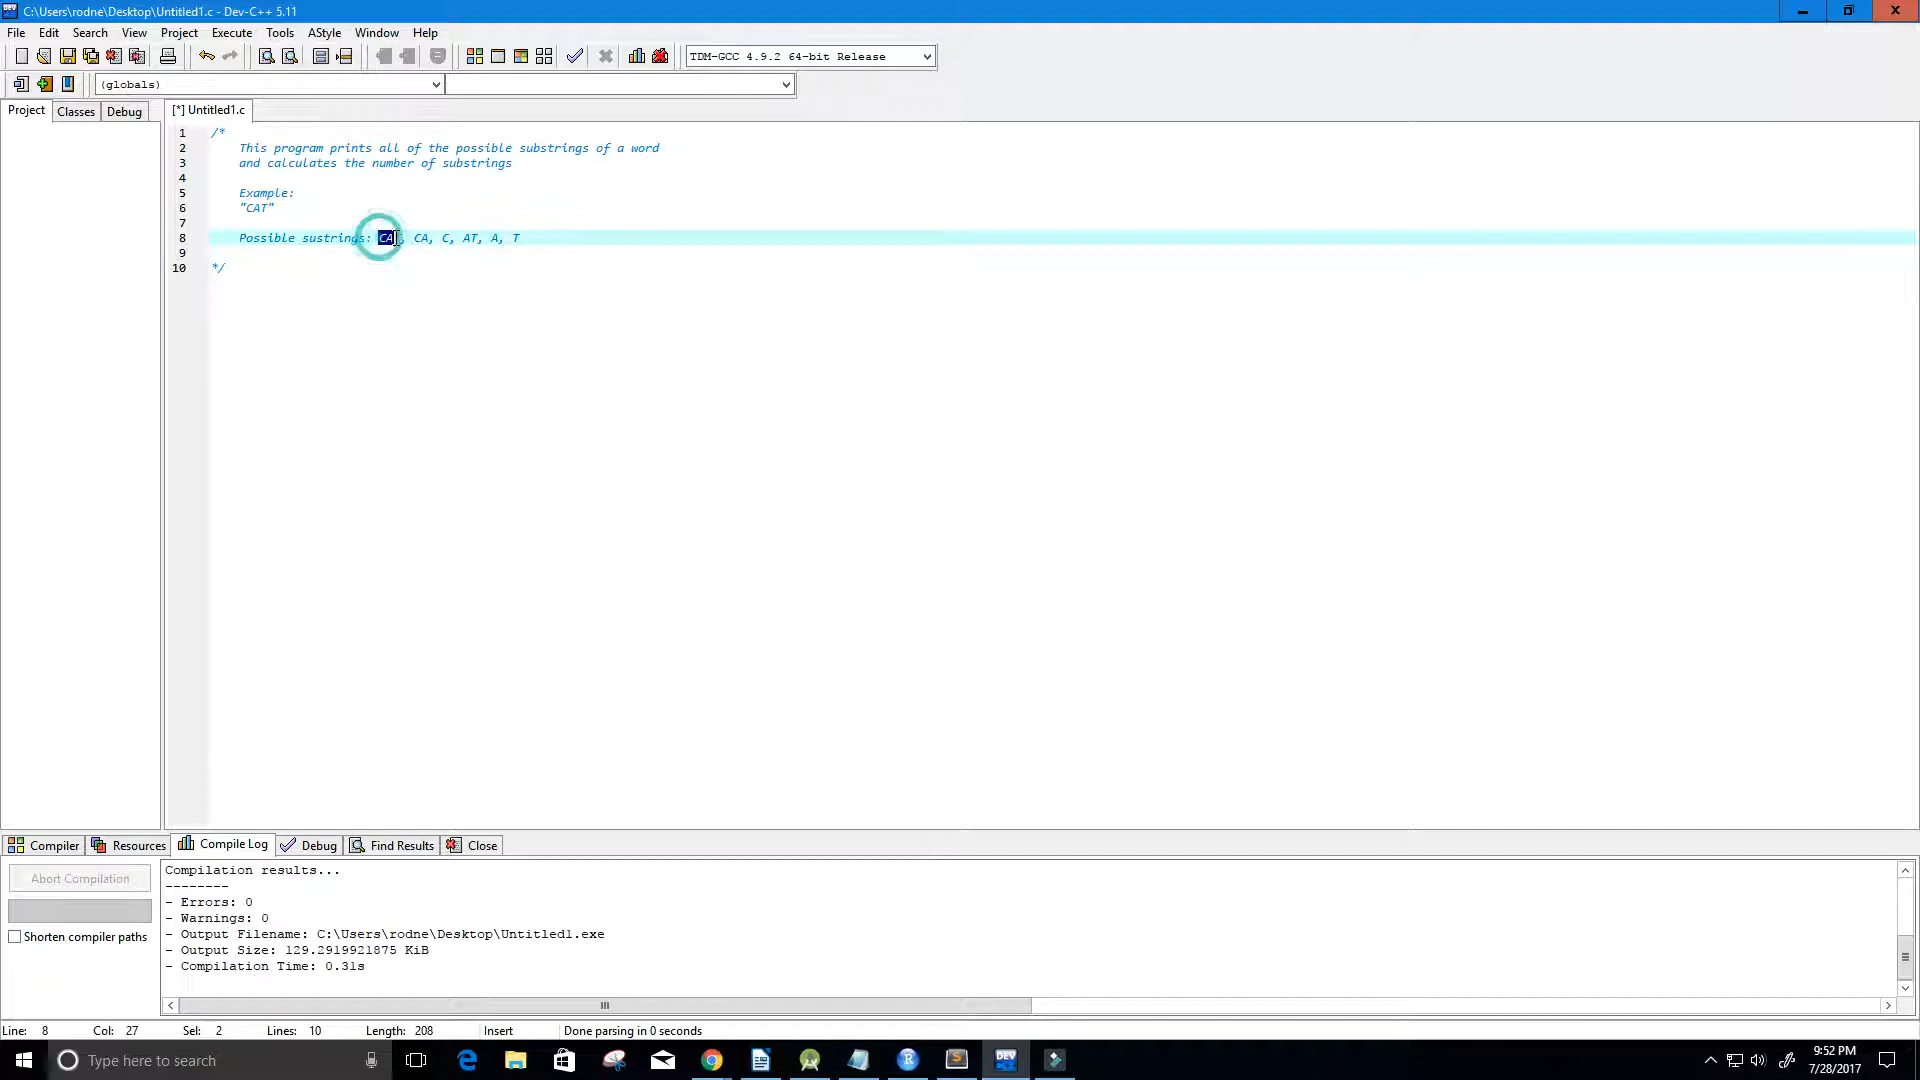 C:\Users\rodne\Desktop\Untitled1.c - Dev-C++ 5.11
File Edit Search View Project Execute Tools AStyle Window Help
TDM-GCC 4.9.2 64-bit Release
(globals)
Project Classes Debug [*] Untitled1.c
1 /*
2 This program prints all of the possible substrings of a word
3 and calculates the number of substrings
4
5 Example:
6 "CAT"
7
8 Possible sustrings: CA , CA, C, AT, A, T
9
10 */
Compiler Resources Compile Log Debug Find Results Close
Abort Compilation
Shorten compiler paths
Compilation results...
--------
- Errors: 0
- Warnings: 0
- Output Filename: C:\Users\rodne\Desktop\Untitled1.exe
- Output Size: 129.2919921875 KiB
- Compilation Time: 0.31s
Line: 8 Col: 27 Sel: 2 Lines: 10 Length: 208 Insert Done parsing in 0 seconds
Type here to search
DEV
9:52 PM
7/28/2017